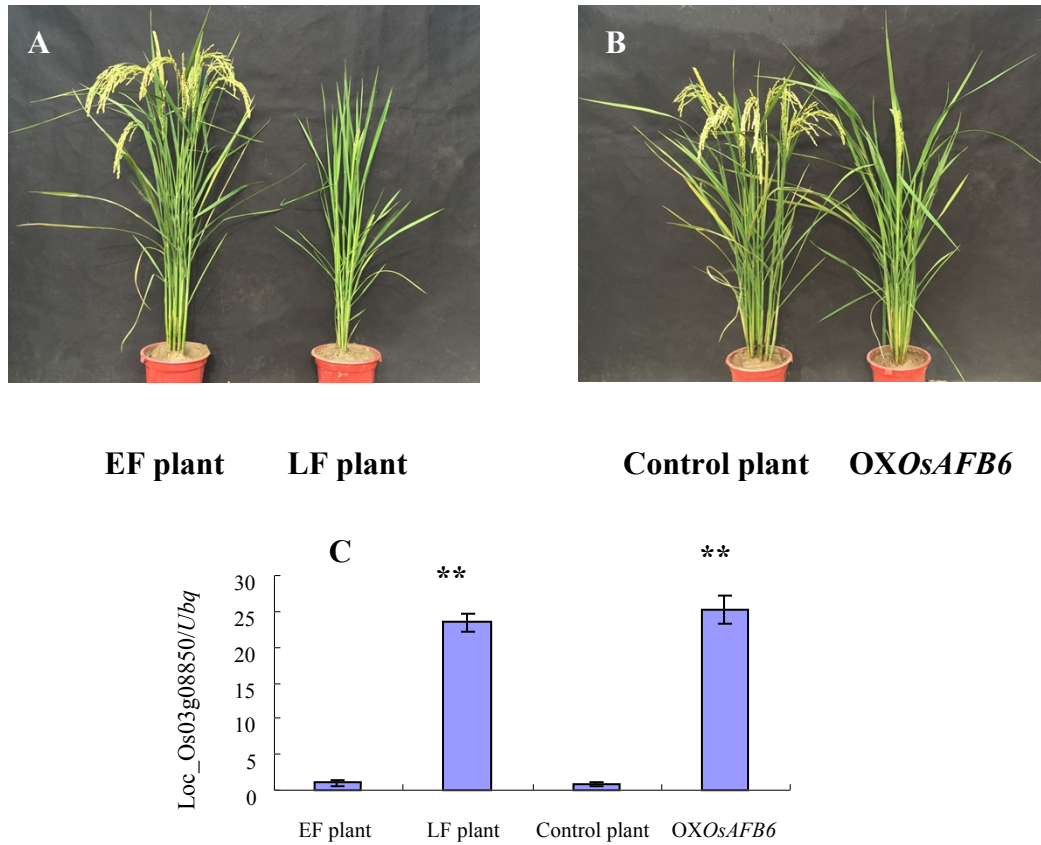 A
B
EF plant LF plant
Control plant OXOsAFB6
C
** **
Loc_Os03g08850/Ubq
30
25
20
15
10
5
0
EF plant LF plant Control plant OXOsAFB6